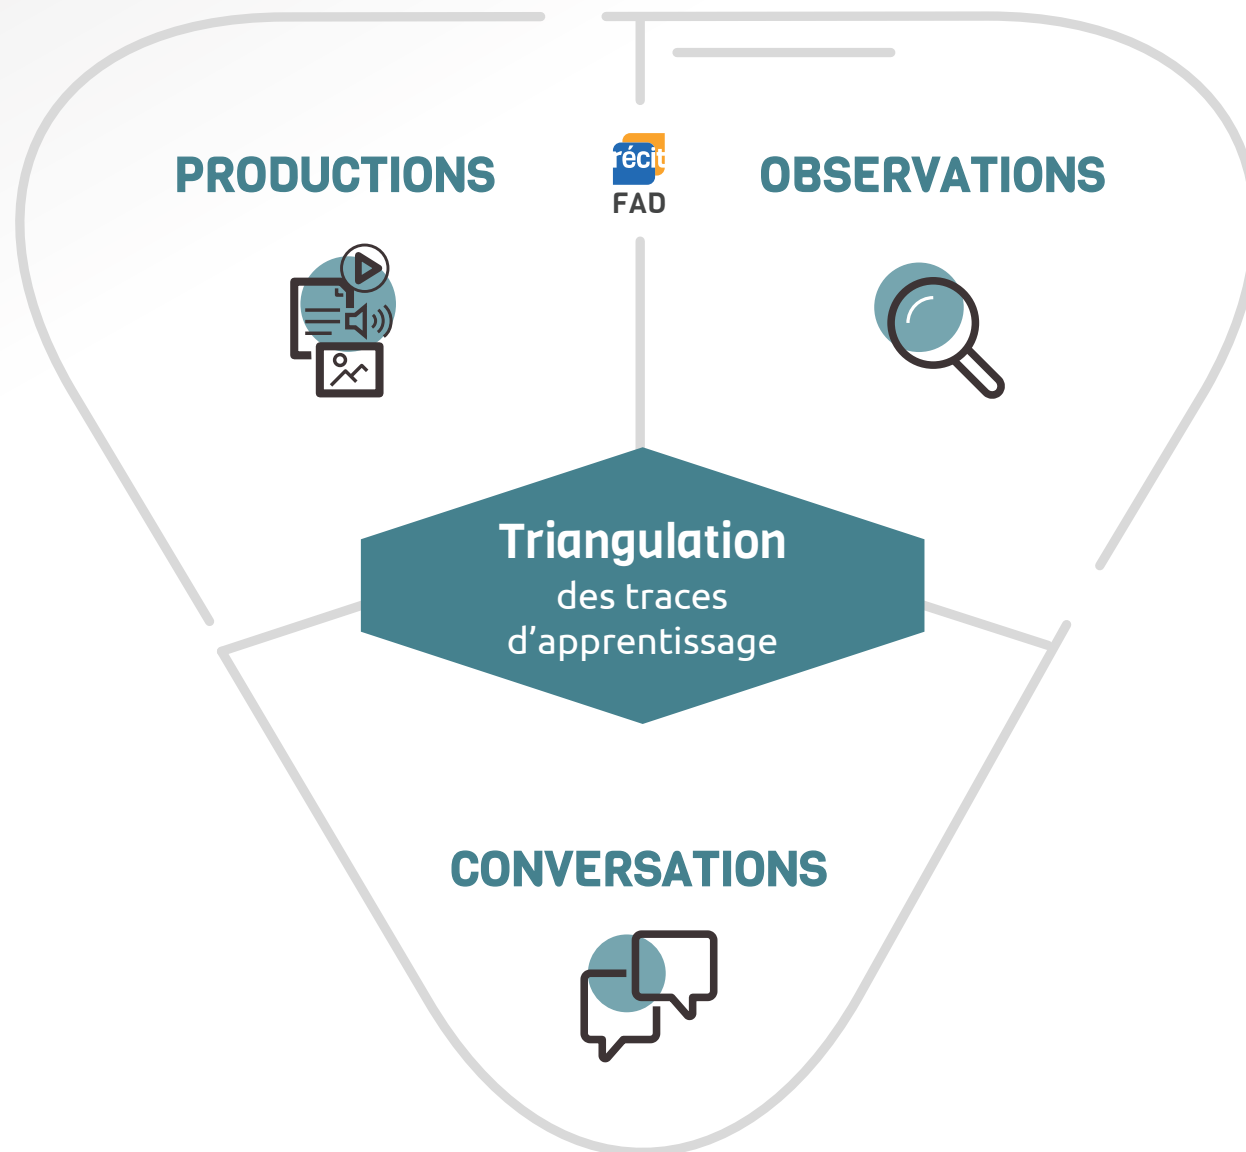 PRODUCTIONS
récit
FAD
OBSERVATIONS
Triangulation
des traces
d’apprentissage
CONVERSATIONS